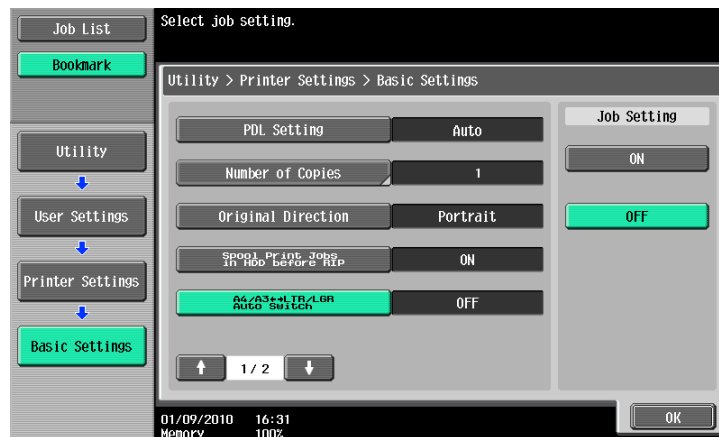 Job List
Bookmark
Select job setting.
Utility > Printer Settings > Basic Settings
Utility
User Settings
Printer Settings
Basic Settings
PDL Setting
Auto
Number of Copies
1
Original Direction
Portrait
Spool Print Jobs
in HDD before RIP
ON
A4/A3↔LTR/LGR
Auto Switch
OFF
1/ 2
Job Setting
ON
OFF
01/09/2010 16:31
Memory 100%
OK